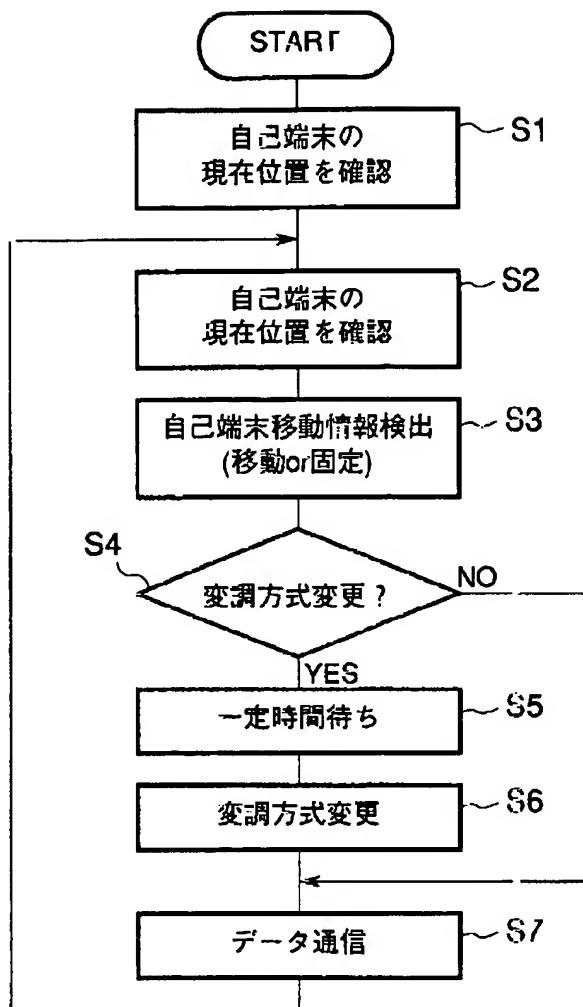 START
自己端末の
現在位置を確認
S1
自己端末の
現在位置を確認
S2
自己端末移動情報検出
(移動or固定)
S3
S4
変調方式変更？
NO
YES
一定時間待ち
S5
変調方式変更
S6
データ通信
S7